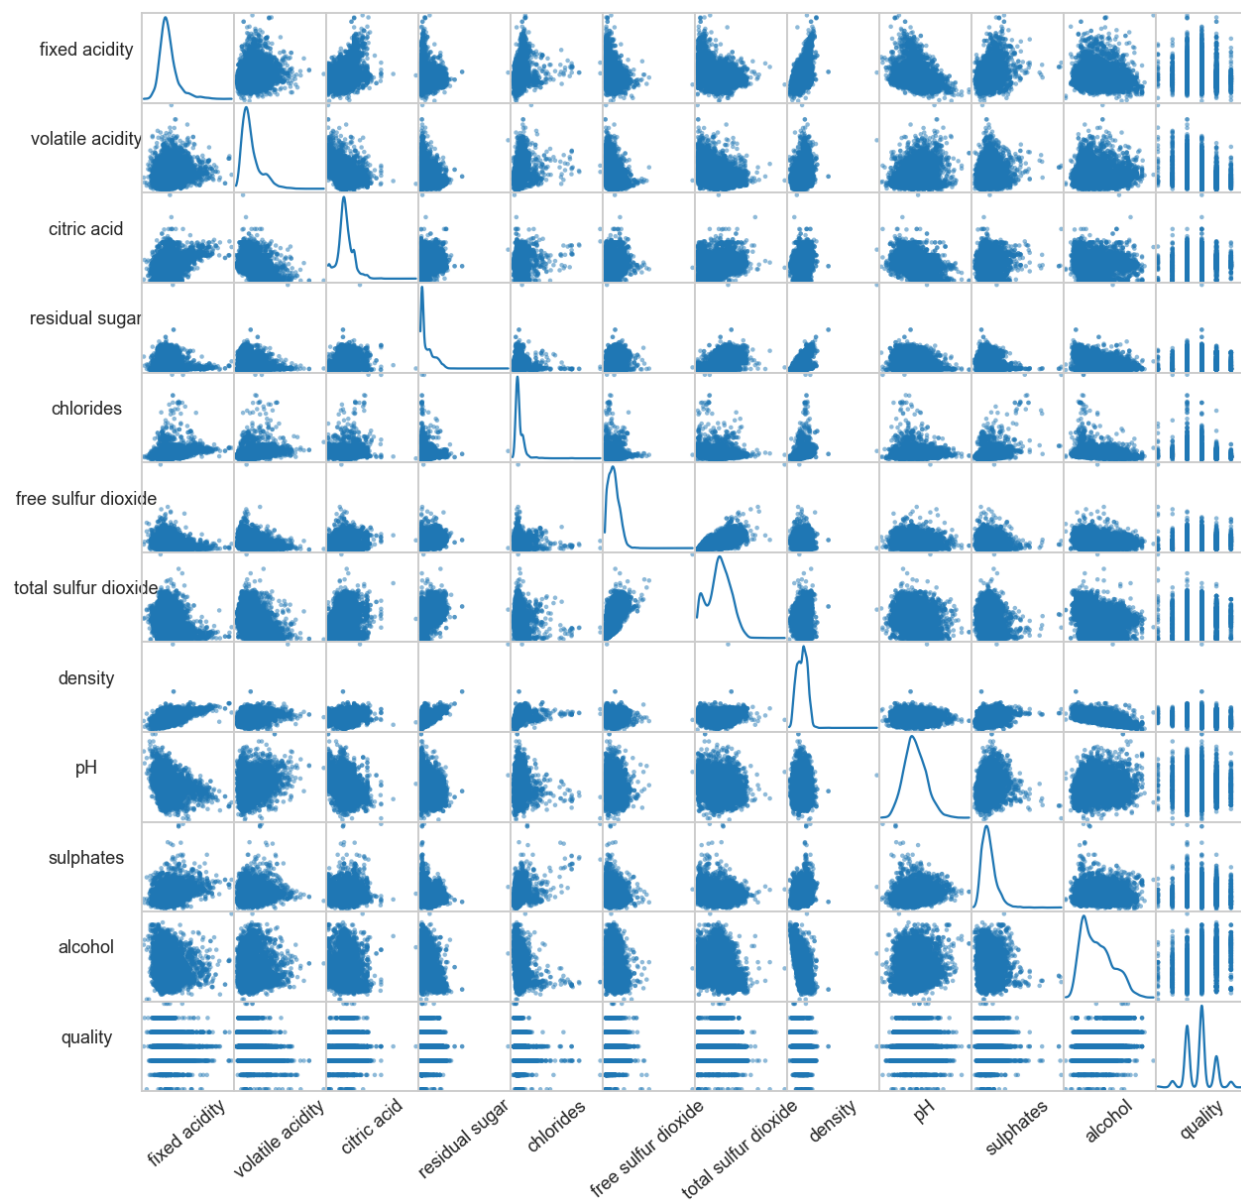 fixed acidity
volatile acidity
citric acid
residual sugar
chlorides
free sulfur dioxide
total sulfur dioxide
density
pH
sulphates
alcohol
quality
fixed acidity
volatile acidity
citric acid
residual sugar
chlorides
free sulfur dioxide
total sulfur dioxide
density
pH
sulphates
alcohol
quality